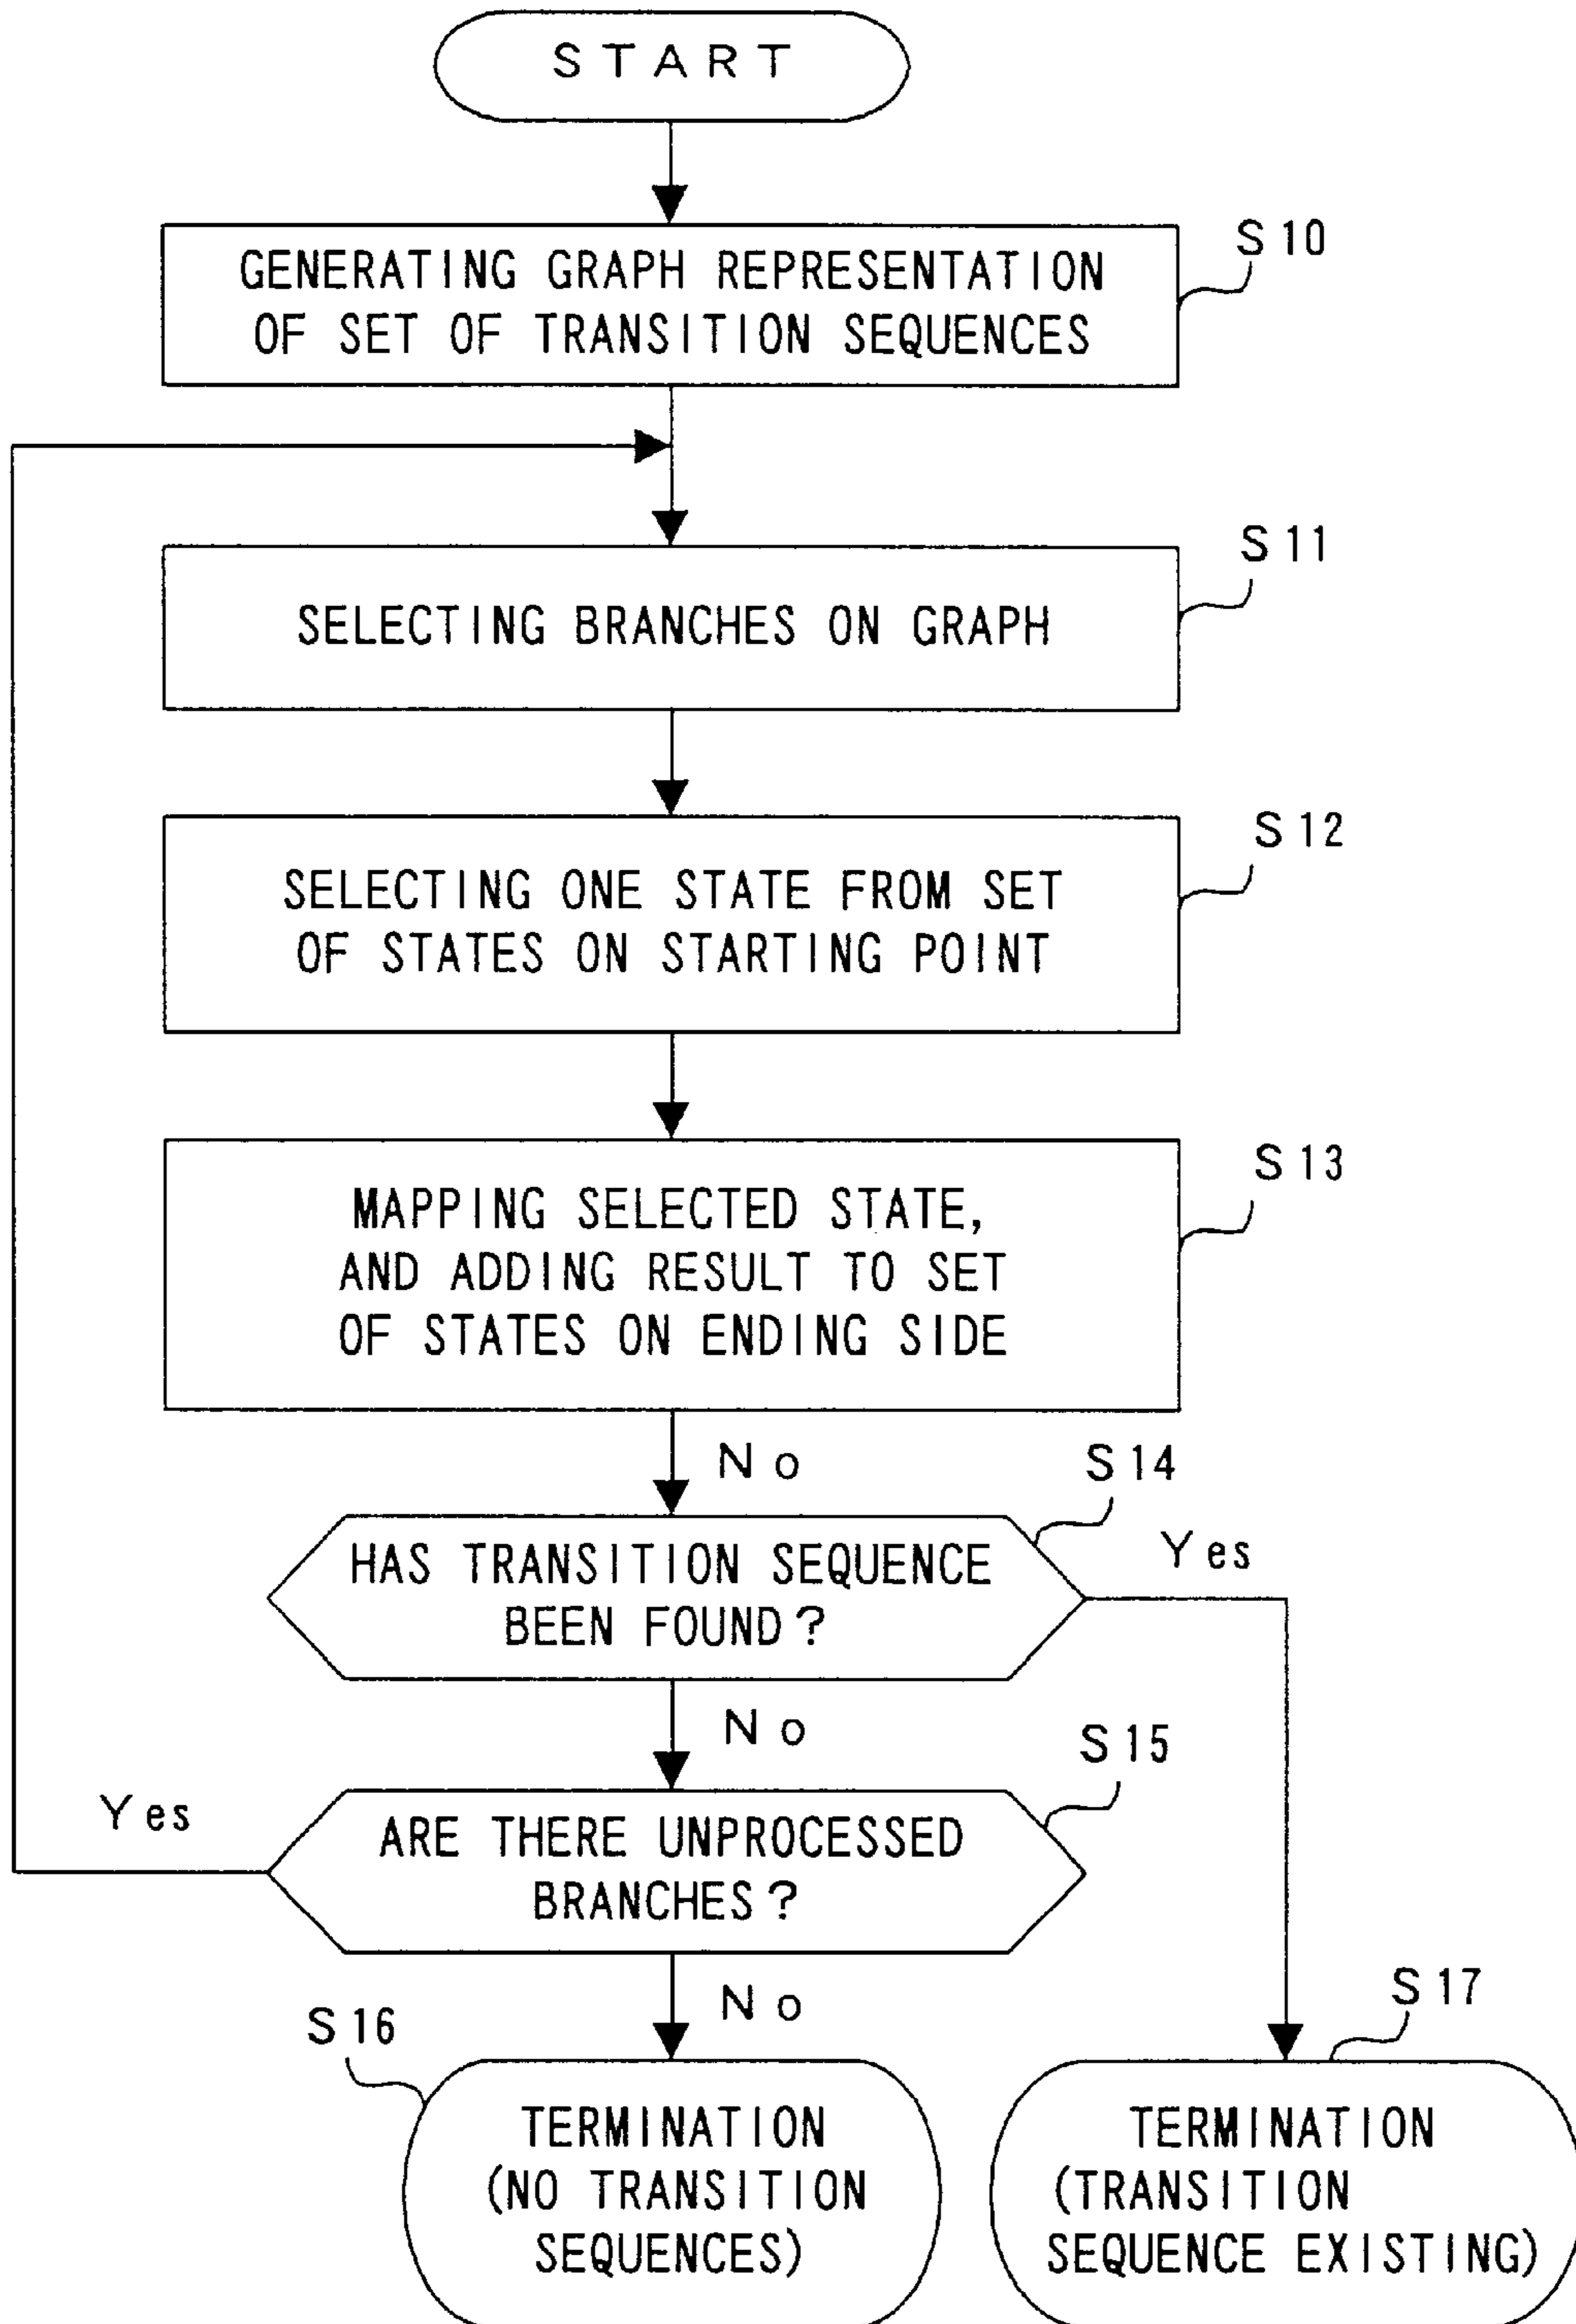 START
S10
GENERATING GRAPH REPRESENTATION
OF SET OF TRANSITION SEQUENCES
S11
SELECTING BRANCHES ON GRAPH
S12
SELECTING ONE STATE FROM SET
OF STATES ON STARTING POINT
S13
MAPPING SELECTED STATE,
AND ADDING RESULT TO SET
OF STATES ON ENDING SIDE
No
S14
HAS TRANSITION SEQUENCE
BEEN FOUND?
Yes
No
S15
Yes
ARE THERE UNPROCESSED
BRANCHES?
No
S16
S17
TERMINATION
(NO TRANSITION
SEQUENCES)
TERMINATION
(TRANSITION
SEQUENCE EXISTING)